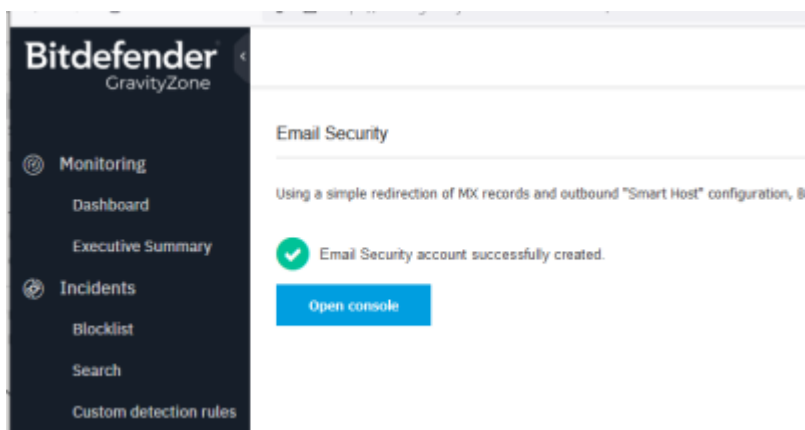 Bitdefender
GravityZone
Monitoring
Dashboard
Executive Summary
Incidents
Blocklist
Search
Custom detection rules
Email Security
Using a simple redirection of MX records and outbound "Smart Host" configuration, B
Email Security account successfully created.
Open console